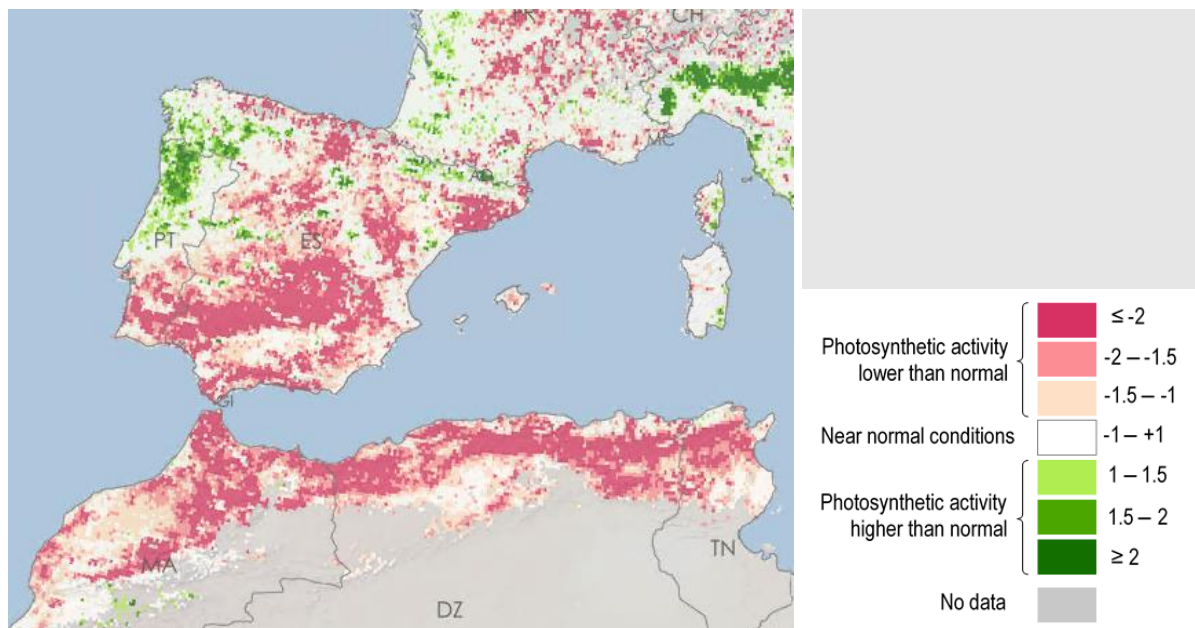 FR
CH
MC
AD
PT
ES
GI
MA
DZ
TN
Photosynthetic activity
lower than normal
≤ -2
-2 – -1.5
-1.5 – -1
Near normal conditions
-1 – +1
Photosynthetic activity
higher than normal
1 – 1.5
1.5 – 2
≥ 2
No data